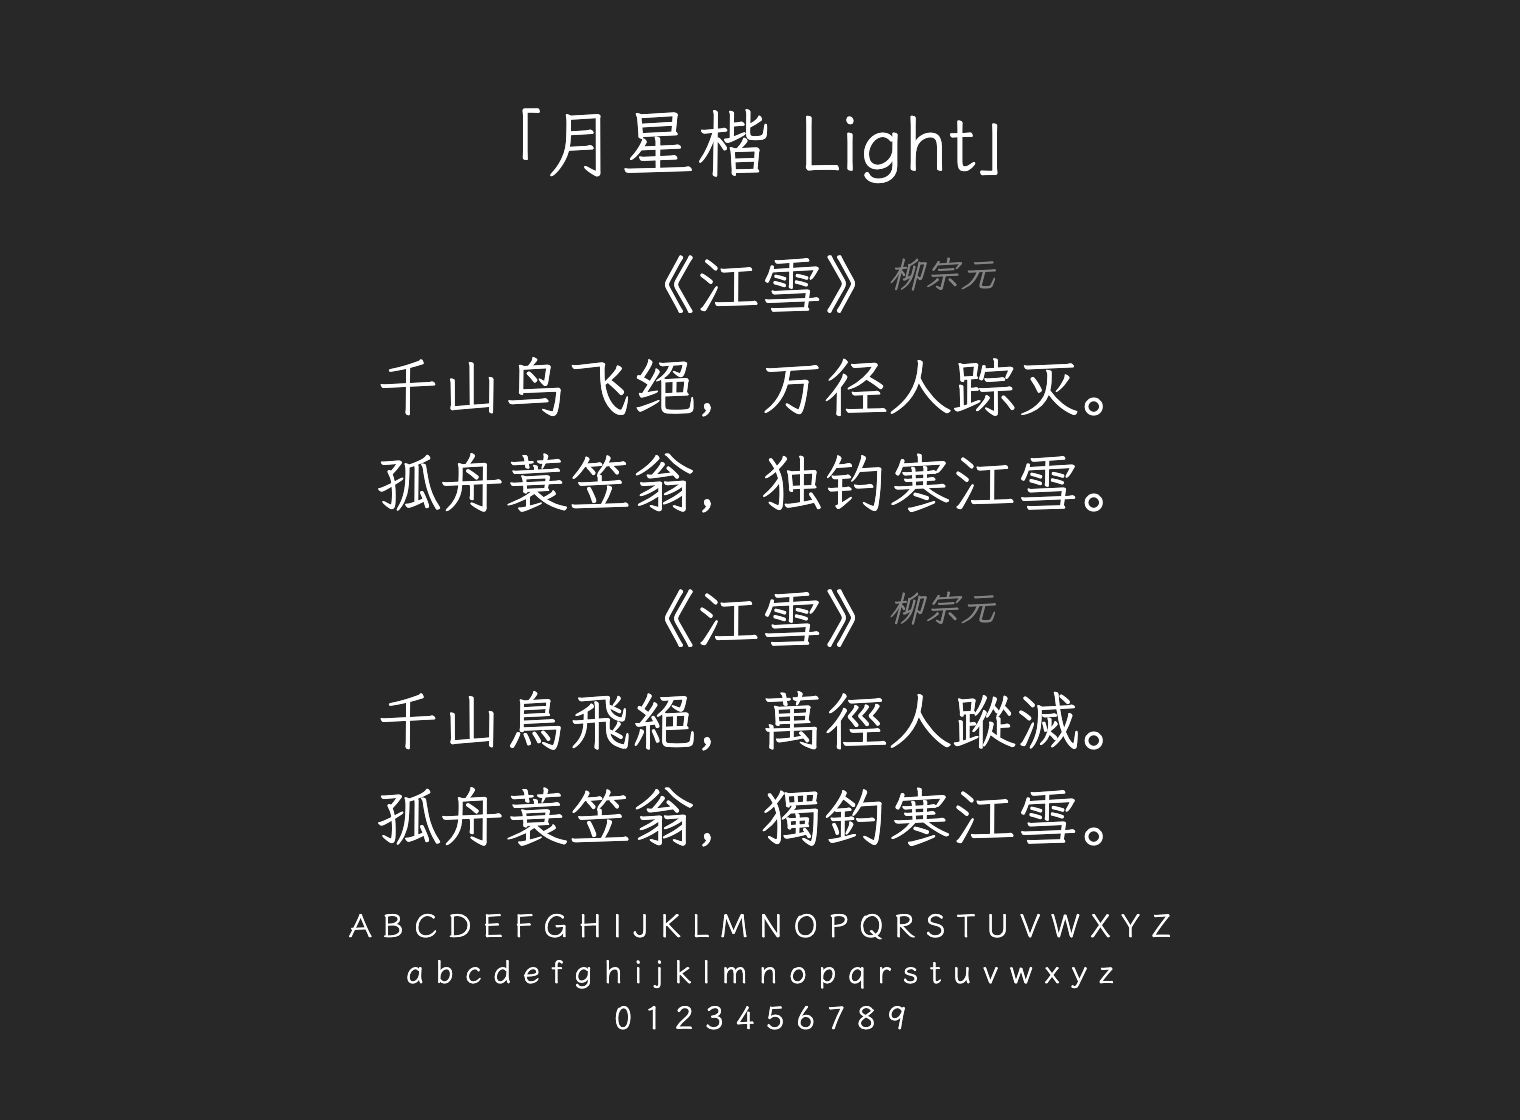 「月星楷 Light」
《江雪》 柳宗元
千山鸟飞绝，万径人踪灭。
孤舟蓑笠翁，独钓寒江雪。
《江雪》 柳宗元
千山鳥飛絕，萬徑人蹤滅。
孤舟蓑笠翁，獨釣寒江雪。
A B C D E F G H I J K L M N O P Q R S T U V W X Y Z
a b c d e f g h i j k l m n o p q r s t u v w x y z
0 1 2 3 4 5 6 7 8 9